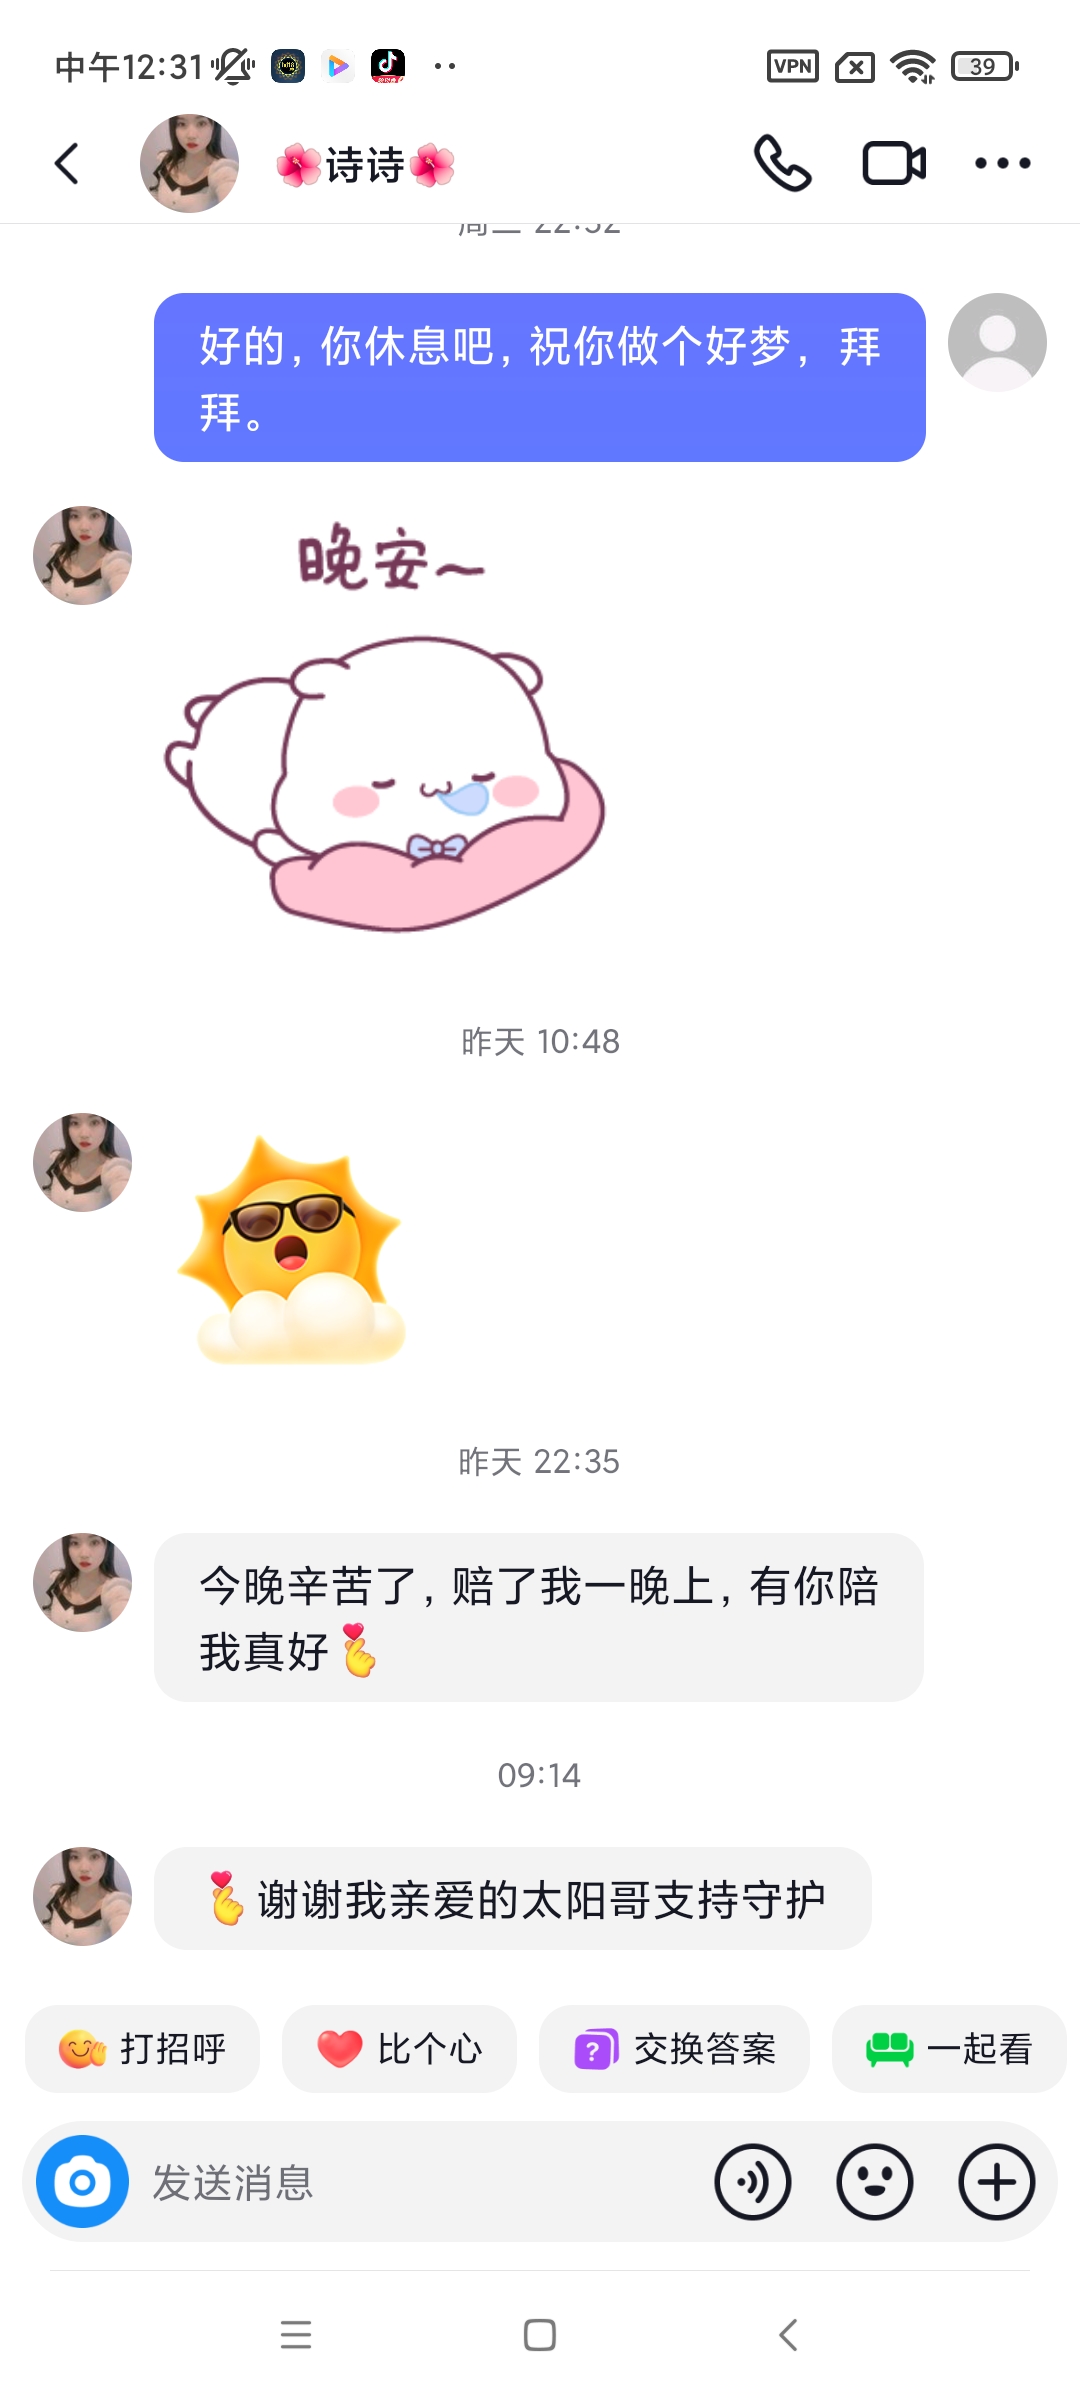 中午12:31
VPN
39
🌺诗诗🌺
好的，你休息吧，祝你做个好梦，拜
拜。
晚安~
昨天 10:48
昨天 22:35
今晚辛苦了，赔了我一晚上，有你陪
我真好
09:14
谢谢我亲爱的太阳哥支持守护
打招呼
比个心
交换答案
一起看
发送消息